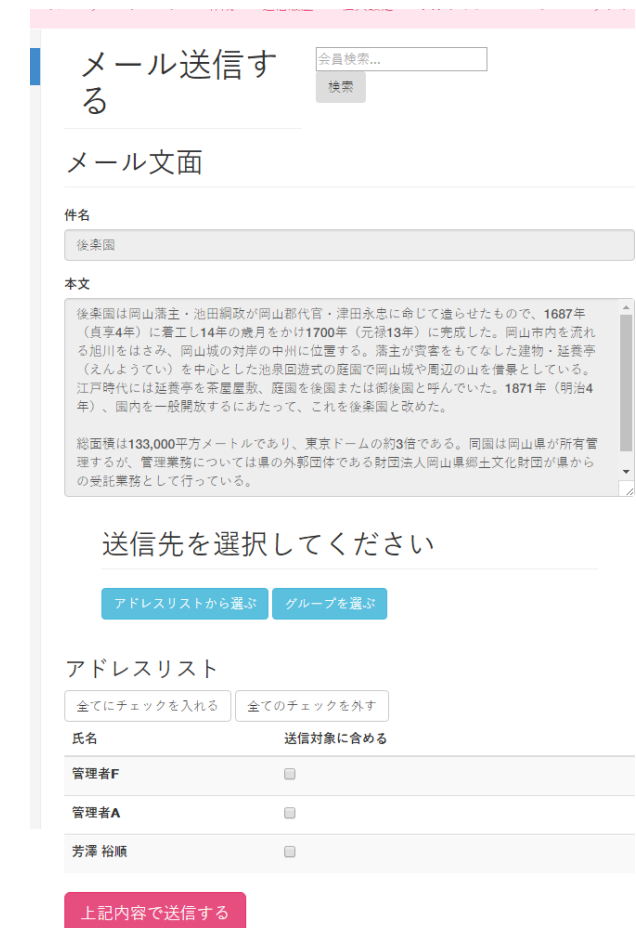 メール送信す
る
会員検索...
検索
メール文面
件名
後楽園
本文
後楽園は岡山藩主・池田綱政が岡山郡代官・津田永忠に命じて造らせたもので、1687年
（貞享4年）に着工し14年の歳月をかけ1700年（元禄13年）に完成した。岡山市内を流れ
る旭川をはさみ、岡山城の対岸の中州に位置する。藩主が賓客をもてなした建物・延養亭
（えんようてい）を中心とした池泉回遊式の庭園で岡山城や周辺の山を借景としている。
江戸時代には延養亭を茶屋屋敷、庭園を後園または御後園と呼んでいた。1871年（明治4
年）、園内を一般開放するにあたって、これを後楽園と改めた。
総面積は133,000平方メートルであり、東京ドームの約3倍である。同園は岡山県が所有管
理するが、管理業務については県の外郭団体である財団法人岡山県郷土文化財団が県から
の受託業務として行っている。
送信先を選択してください
アドレスリストから選ぶ
グループを選ぶ
アドレスリスト
全てにチェックを入れる
全てのチェックを外す
氏名 送信対象に含める
管理者F
管理者A
芳澤 裕順
上記内容で送信する